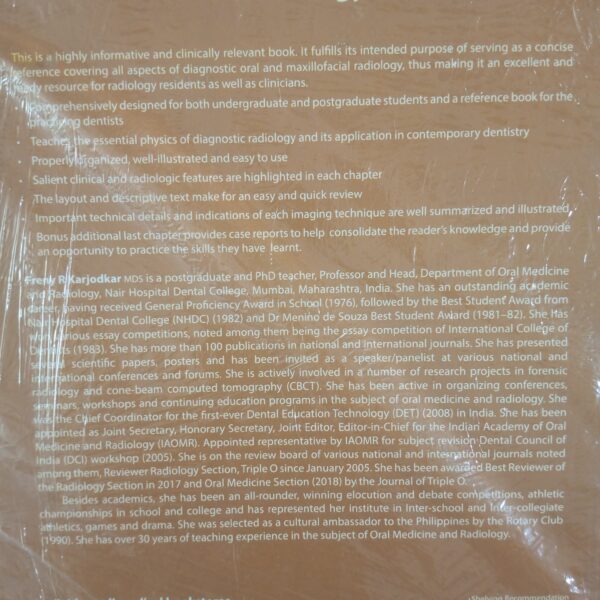 This is a highly informative and clinically relevant book. It fulfills its intended purpose of serving as a concise
reference covering all aspects of diagnostic oral and maxillofacial radiology, thus making it an excellent and
ready resource for radiology residents as well as clinicians.
Comprehensively designed for both undergraduate and postgraduate students and a reference book for the
practising dentists
• Teaches the essential physics of diagnostic radiology and its application in contemporary dentistry
• Properly organized, well-illustrated and easy to use
Salient clinical and radiologic features are highlighted in each chapter
The layout and descriptive text make for an easy and quick review
• Important technical details and indications of each imaging technique are well summarized and illustrated
Bonus additional last chapter provides case reports to help consolidate the reader's knowledge and provide
an opportunity to practice the skills they have learnt.
Freny R Karjodkar MDS is a postgraduate and PhD teacher, Professor and Head, Department of Oral Medicine
and Radiology, Nair Hospital Dental College, Mumbai, Maharashtra, India. She has an outstanding academic
career, having received General Proficiency Award in School (1976), followed by the Best Student Award from
Nair Hospital Dental College (NHDC) (1982) and Dr Menino de Souza Best Student Award (1981–82). She has
won various essay competitions, noted among them being the essay competition of International College of
Dentists (1983). She has more than 100 publications in national and international journals. She has presented
several scientific papers, posters and has been invited as a speaker/panelist at various national and
international conferences and forums. She is actively involved in a number of research projects in forensic
radiology and cone-beam computed tomography (CBCT). She has been active in organizing conferences,
seminars, workshops and continuing education programs in the subject of oral medicine and radiology. She
was the Chief Coordinator for the first-ever Dental Education Technology (DET) (2008) in India. She has been
appointed as Joint Secretary, Honorary Secretary, Joint Editor, Editor-in-Chief for the Indian Academy of Oral
Medicine and Radiology (IAOMR). Appointed representative by IAOMR for subject revision Dental Council of
India (DCI) workshop (2005). She is on the review board of various national and international journals noted
among them, Reviewer Radiology Section, Triple O since January 2005. She has been awarded Best Reviewer of
the Radiology Section in 2017 and Oral Medicine Section (2018) by the Journal of Triple O.
Besides academics, she has been an all-rounder, winning elocution and debate competitions, athletic
championships in school and college and has represented her institute in Inter-school and Inter-collegiate
athletics, games and drama. She was selected as a cultural ambassador to the Philippines by the Rotary Club
(1990). She has over 30 years of teaching experience in the subject of Oral Medicine and Radiology.
Shelving Recommendation